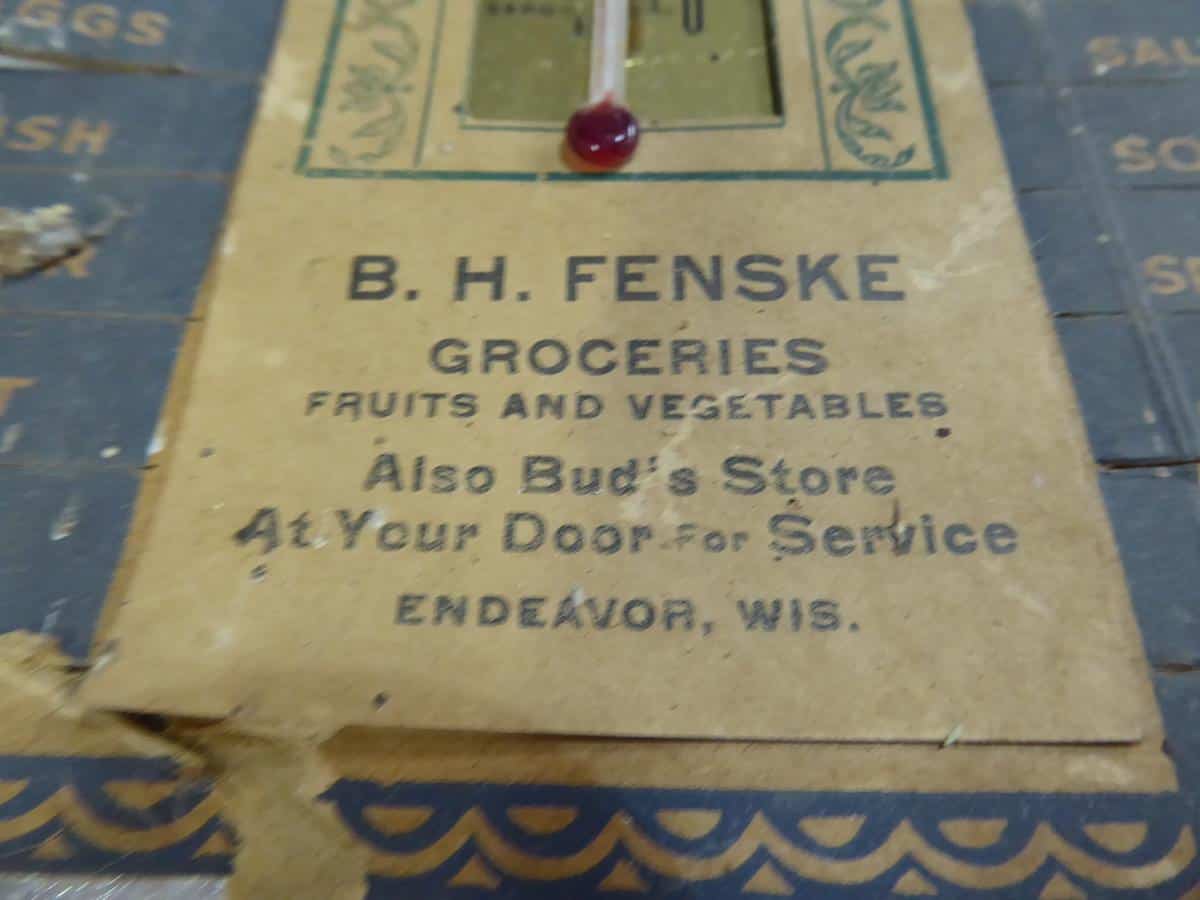 B. H. FENSKE
GROCERIES
FRUITS AND VEGETABLES
Also Bud's Store
At Your Door For Service
ENDEAVOR, WIS.